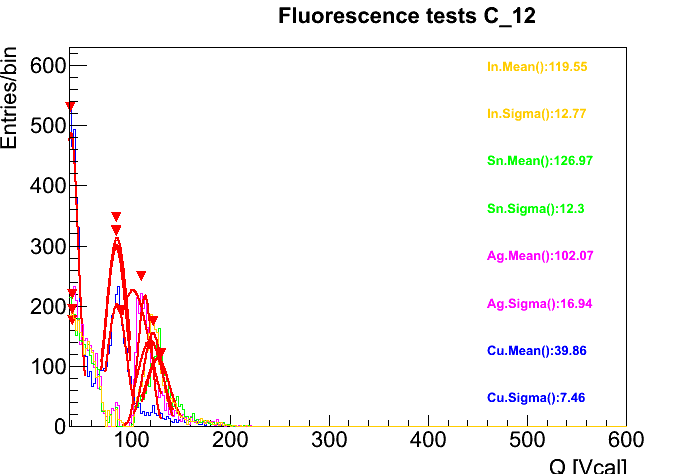 Fluorescence tests C_12
Entries/bin
600
500
400
300
200
100
0
In.Mean():119.55
In.Sigma():12.77
Sn.Mean():126.97
Sn.Sigma():12.3
Ag.Mean():102.07
Ag.Sigma():16.94
Cu.Mean():39.86
Cu.Sigma():7.46
100 200 300 400 500 600
Q [Vcal]